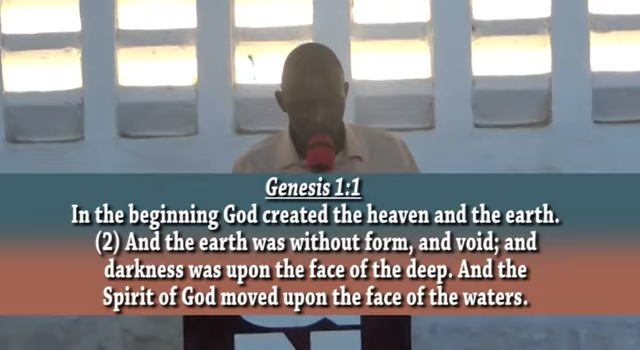 Genesis 1:1
In the beginning God created the heaven and the earth.
(2) And the earth was without form, and void; and
darkness was upon the face of the deep. And the
Spirit of God moved upon the face of the waters.